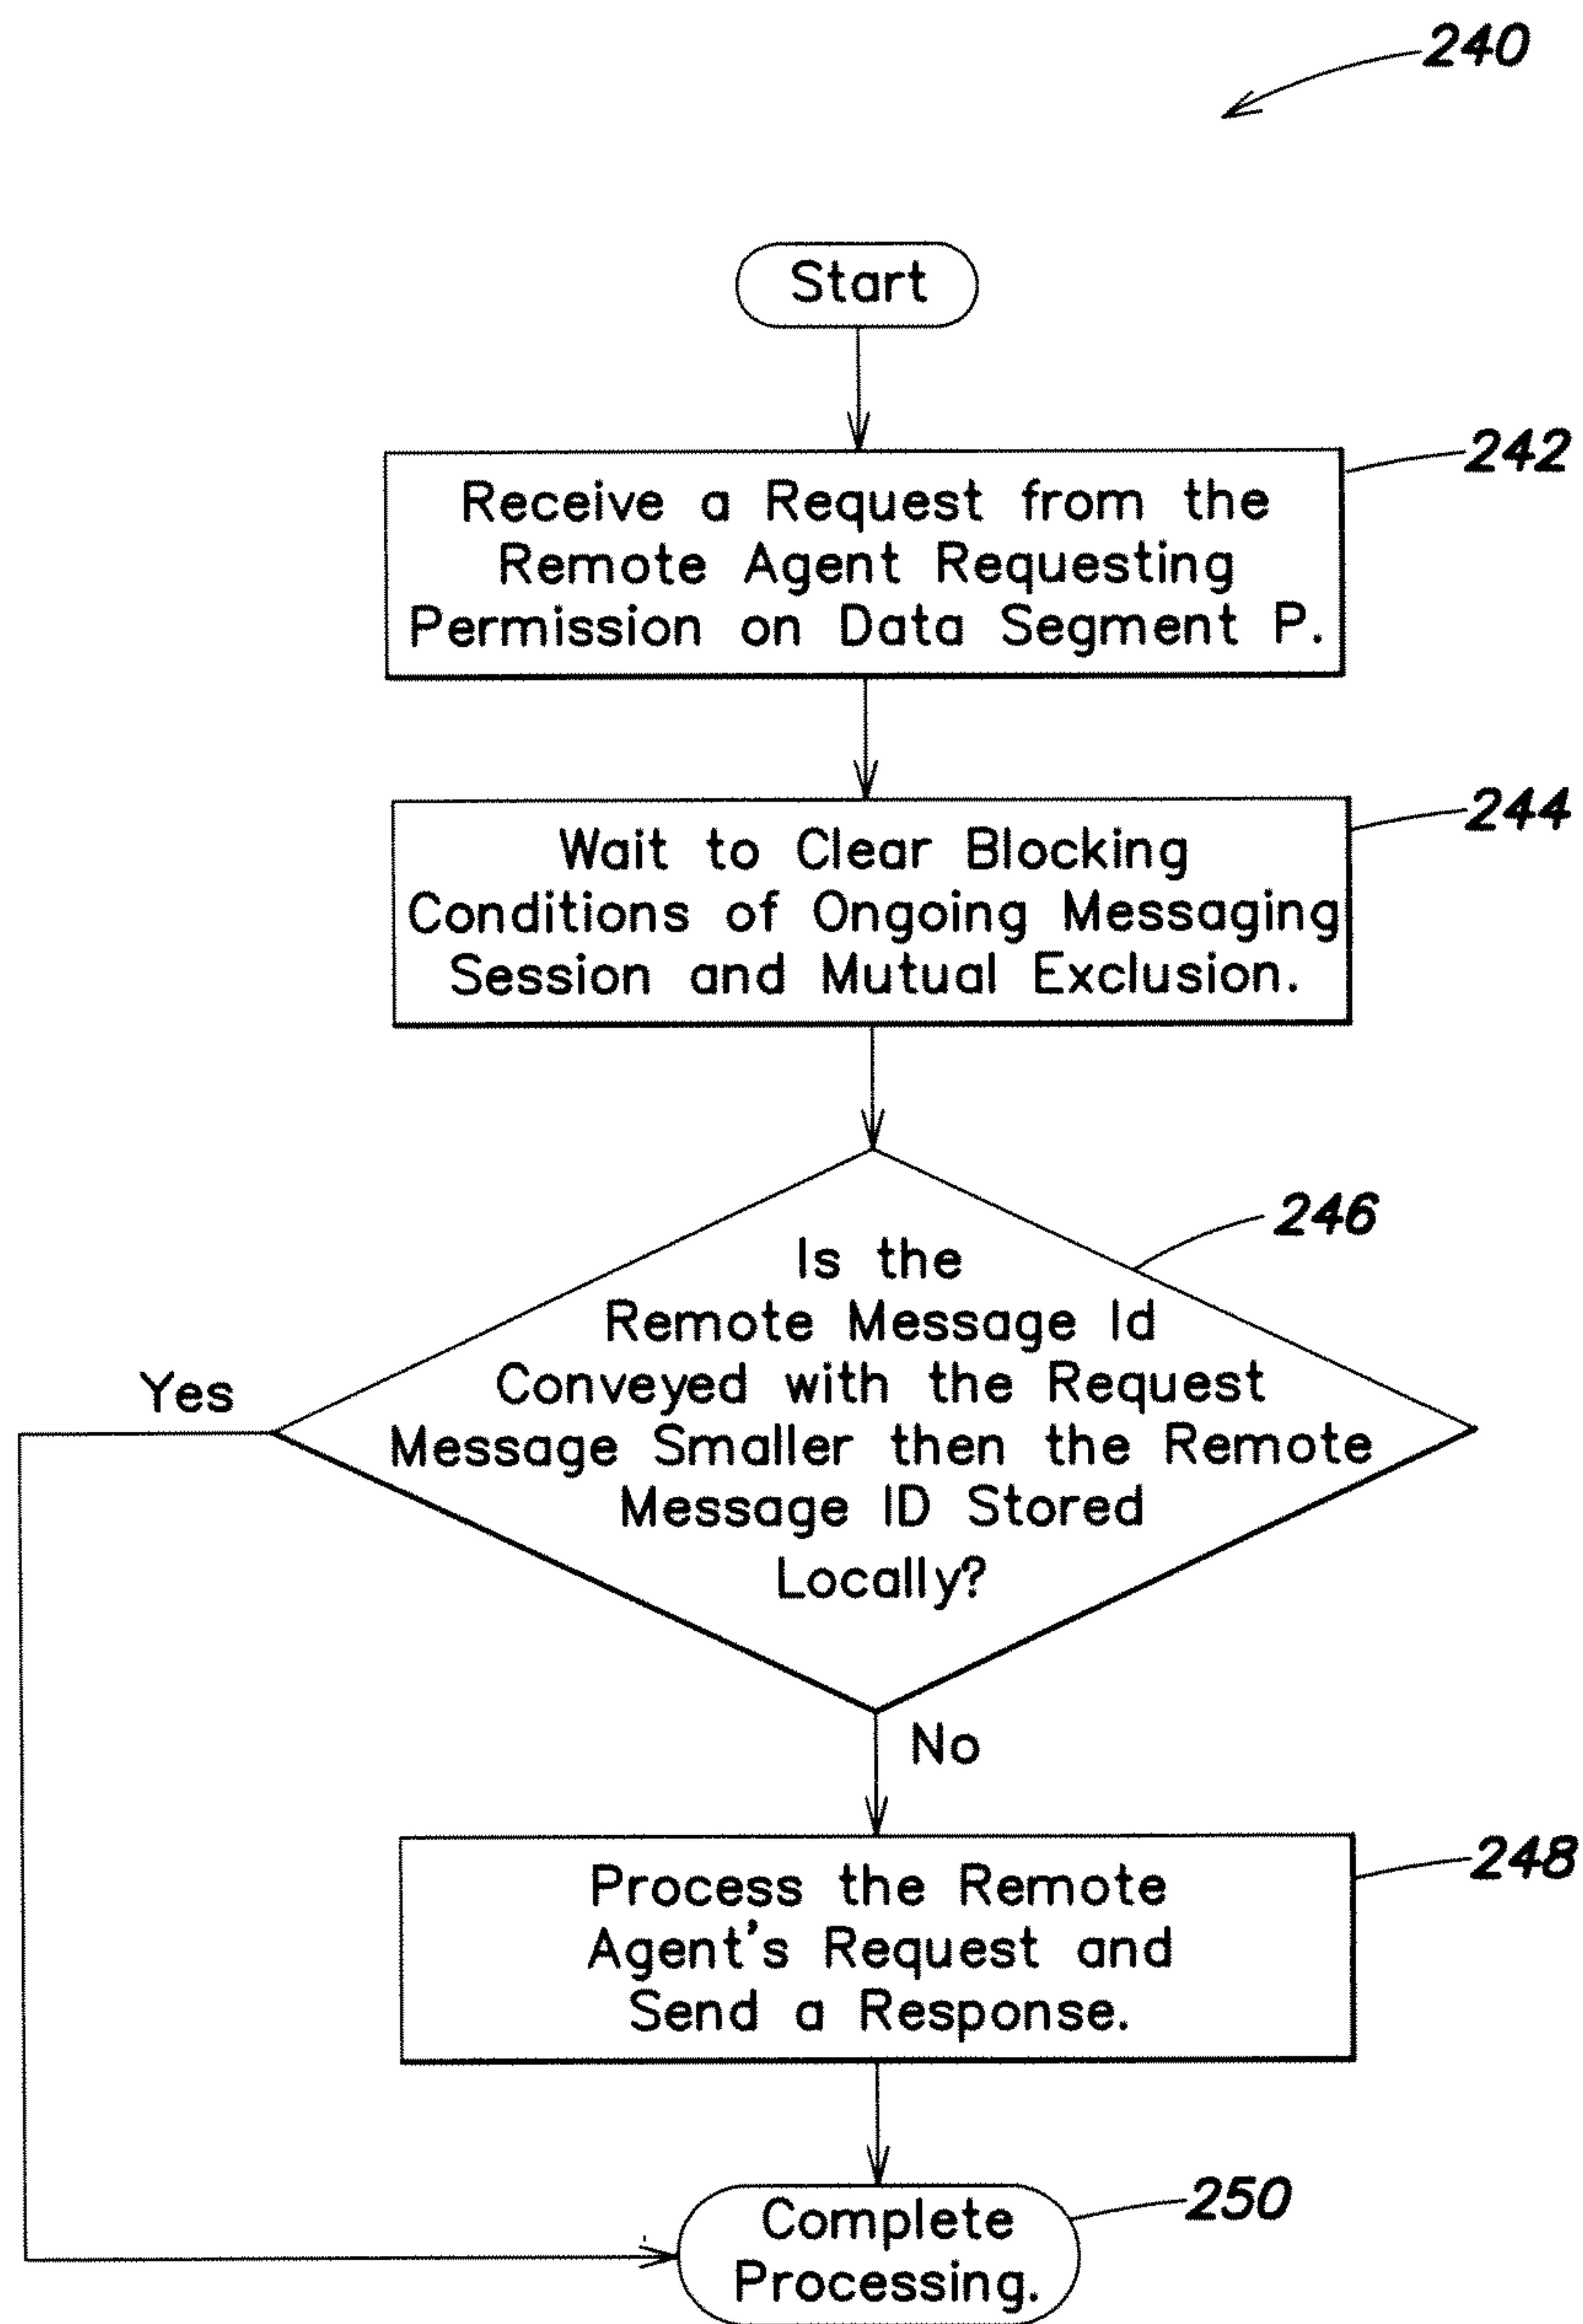 240
Start
242
Receive a Request from the
Remote Agent Requesting
Permission on Data Segment P.
244
Wait to Clear Blocking
Conditions of Ongoing Messaging
Session and Mutual Exclusion.
246
Is the
Remote Message Id
Conveyed with the Request
Message Smaller then the Remote
Message ID Stored
Locally?
Yes
No
248
Process the Remote
Agent's Request and
Send a Response.
250
Complete
Processing.